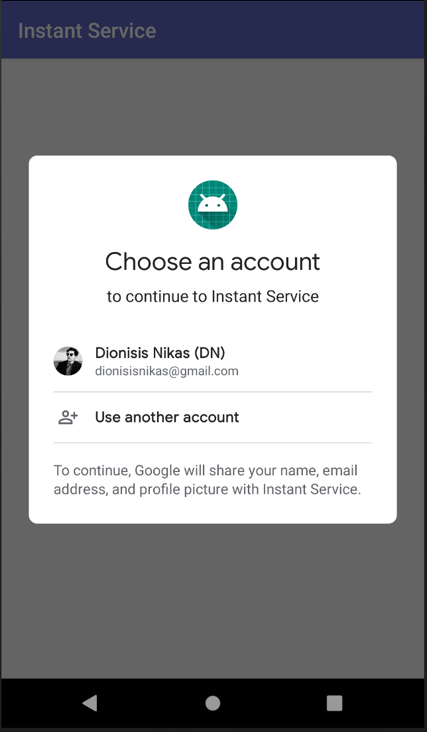 Instant Service
Choose an account
to continue to Instant Service
Dionisis Nikas (DN)
dionisisnikas@gmail.com
Use another account
To continue, Google will share your name, email
address, and profile picture with Instant Service.